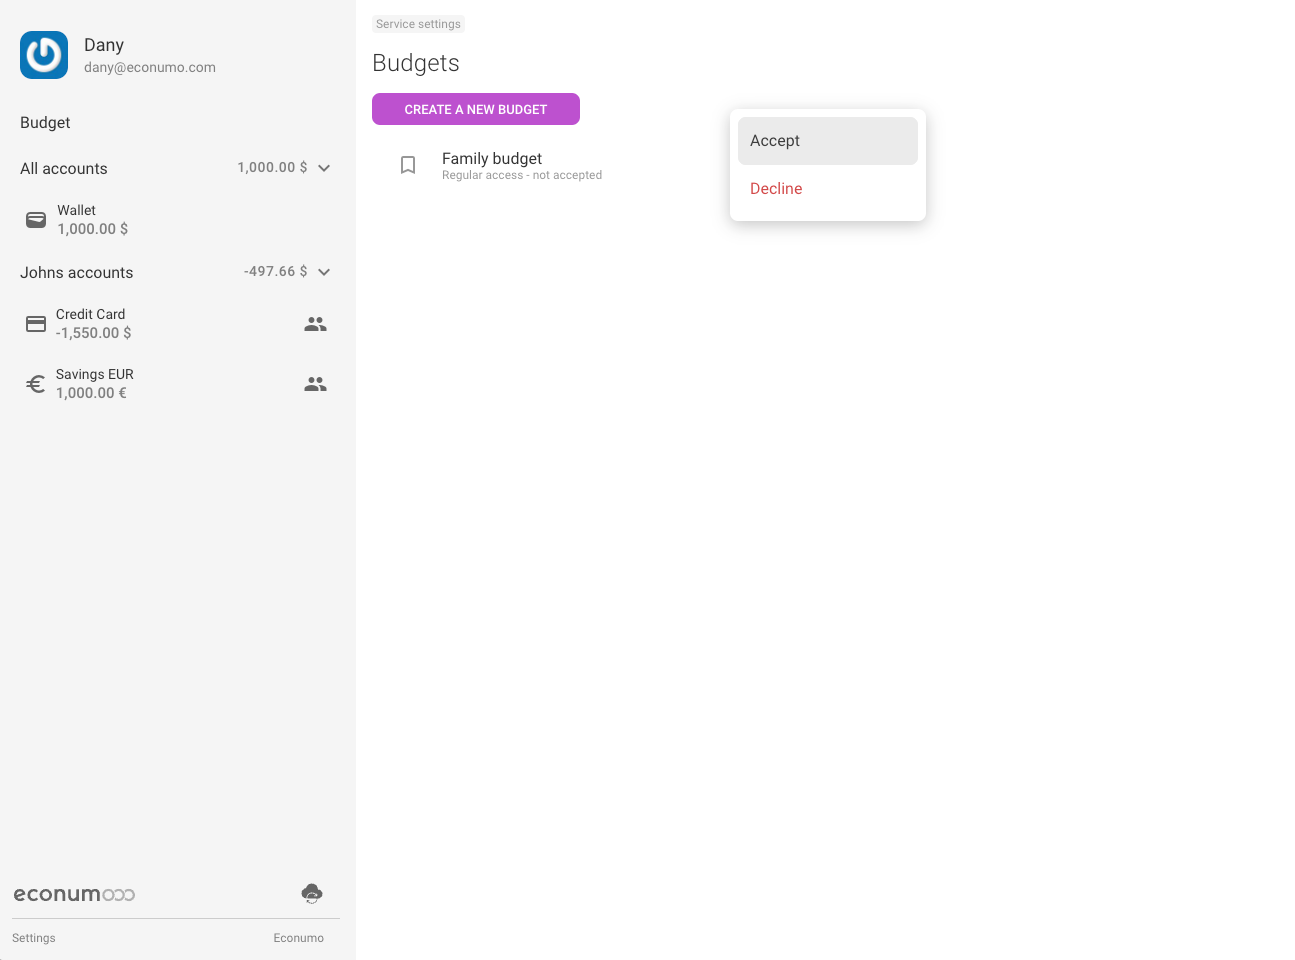 Dany
dany@econumo.com
Budget
All accounts 1,000.00 $
Wallet
1,000.00 $
Johns accounts -497.66 $
Credit Card
-1,550.00 $
Savings EUR
1,000.00 €
econumo
Settings Econumo
Service settings
Budgets
CREATE A NEW BUDGET
Family budget
Regular access - not accepted
Accept
Decline